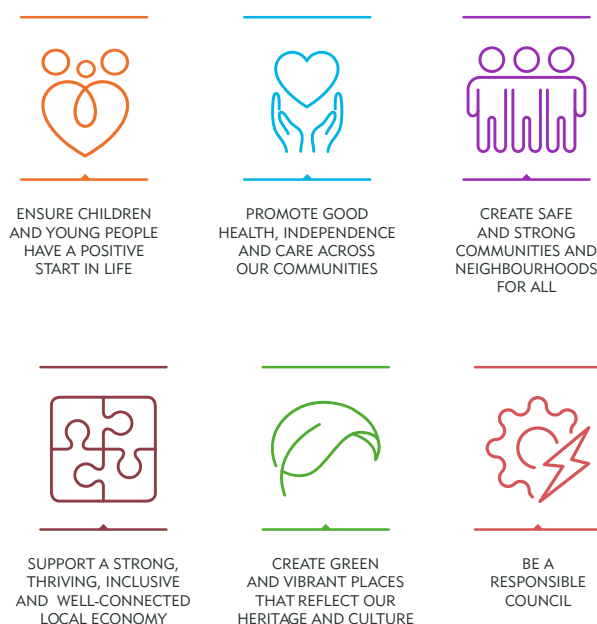 ENSURE CHILDREN
AND YOUNG PEOPLE
HAVE A POSITIVE
START IN LIFE
PROMOTE GOOD
HEALTH, INDEPENDENCE
AND CARE ACROSS
OUR COMMUNITIES
CREATE SAFE
AND STRONG
COMMUNITIES AND
NEIGHBOURHOODS
FOR ALL
SUPPORT A STRONG,
THRIVING, INCLUSIVE
AND WELL-CONNECTED
LOCAL ECONOMY
CREATE GREEN
AND VIBRANT PLACES
THAT REFLECT OUR
HERITAGE AND CULTURE
BE A
RESPONSIBLE
COUNCIL